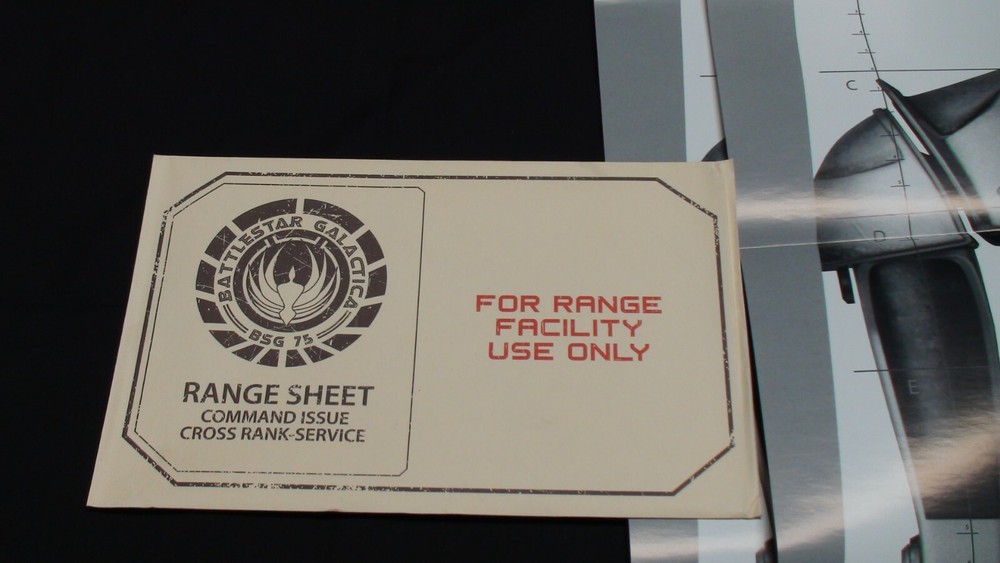 BATTLESTAR GALACTICA
BSG 75
RANGE SHEET
COMMAND ISSUE
CROSS RANK-SERVICE
FOR RANGE
FACILITY
USE ONLY
C
D
E